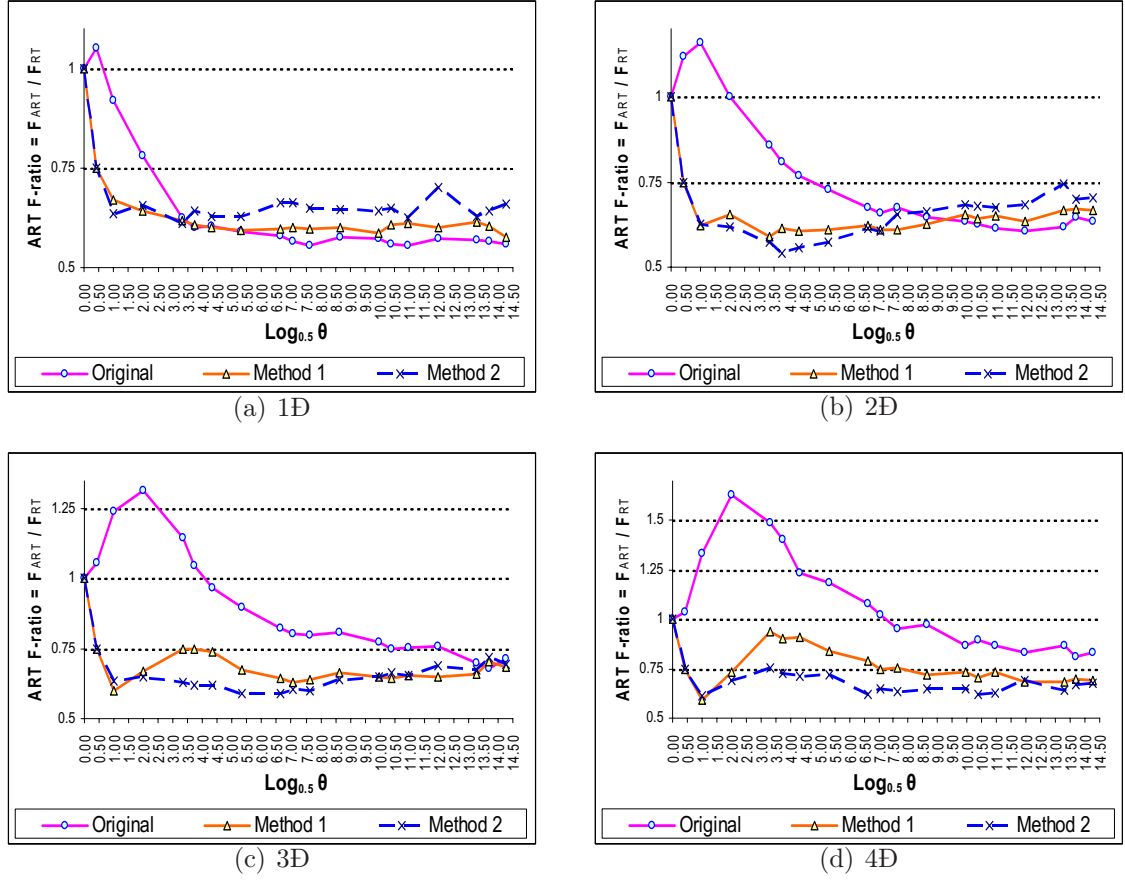 ART F-ratio = F ART / F RT
1
0.75
0.5
0.00 0.50 1.00 1.50 2.00 2.50 3.00 3.50 4.00 4.50 5.00 5.50 6.00 6.50 7.00 7.50 8.00 8.50 9.00 9.50 10.00 10.50 11.00 11.50 12.00 12.50 13.00 13.50 14.00 14.50
Log0.5 θ
Original Method 1 Method 2
(a) 1Đ
ART F-ratio = F ART / F RT
1
0.75
0.5
0.00 0.50 1.00 1.50 2.00 2.50 3.00 3.50 4.00 4.50 5.00 5.50 6.00 6.50 7.00 7.50 8.00 8.50 9.00 9.50 10.00 10.50 11.00 11.50 12.00 12.50 13.00 13.50 14.00 14.50
Log0.5 θ
Original Method 1 Method 2
(b) 2Đ
ART F-ratio = F ART / F RT
1.25
1
0.75
0.5
0.00 0.50 1.00 1.50 2.00 2.50 3.00 3.50 4.00 4.50 5.00 5.50 6.00 6.50 7.00 7.50 8.00 8.50 9.00 9.50 10.00 10.50 11.00 11.50 12.00 12.50 13.00 13.50 14.00 14.50
Log0.5 θ
Original Method 1 Method 2
(c) 3Đ
ART F-ratio = F ART / F RT
1.5
1.25
1
0.75
0.5
0.00 0.50 1.00 1.50 2.00 2.50 3.00 3.50 4.00 4.50 5.00 5.50 6.00 6.50 7.00 7.50 8.00 8.50 9.00 9.50 10.00 10.50 11.00 11.50 12.00 12.50 13.00 13.50 14.00 14.50
Log0.5 θ
Original Method 1 Method 2
(d) 4Đ